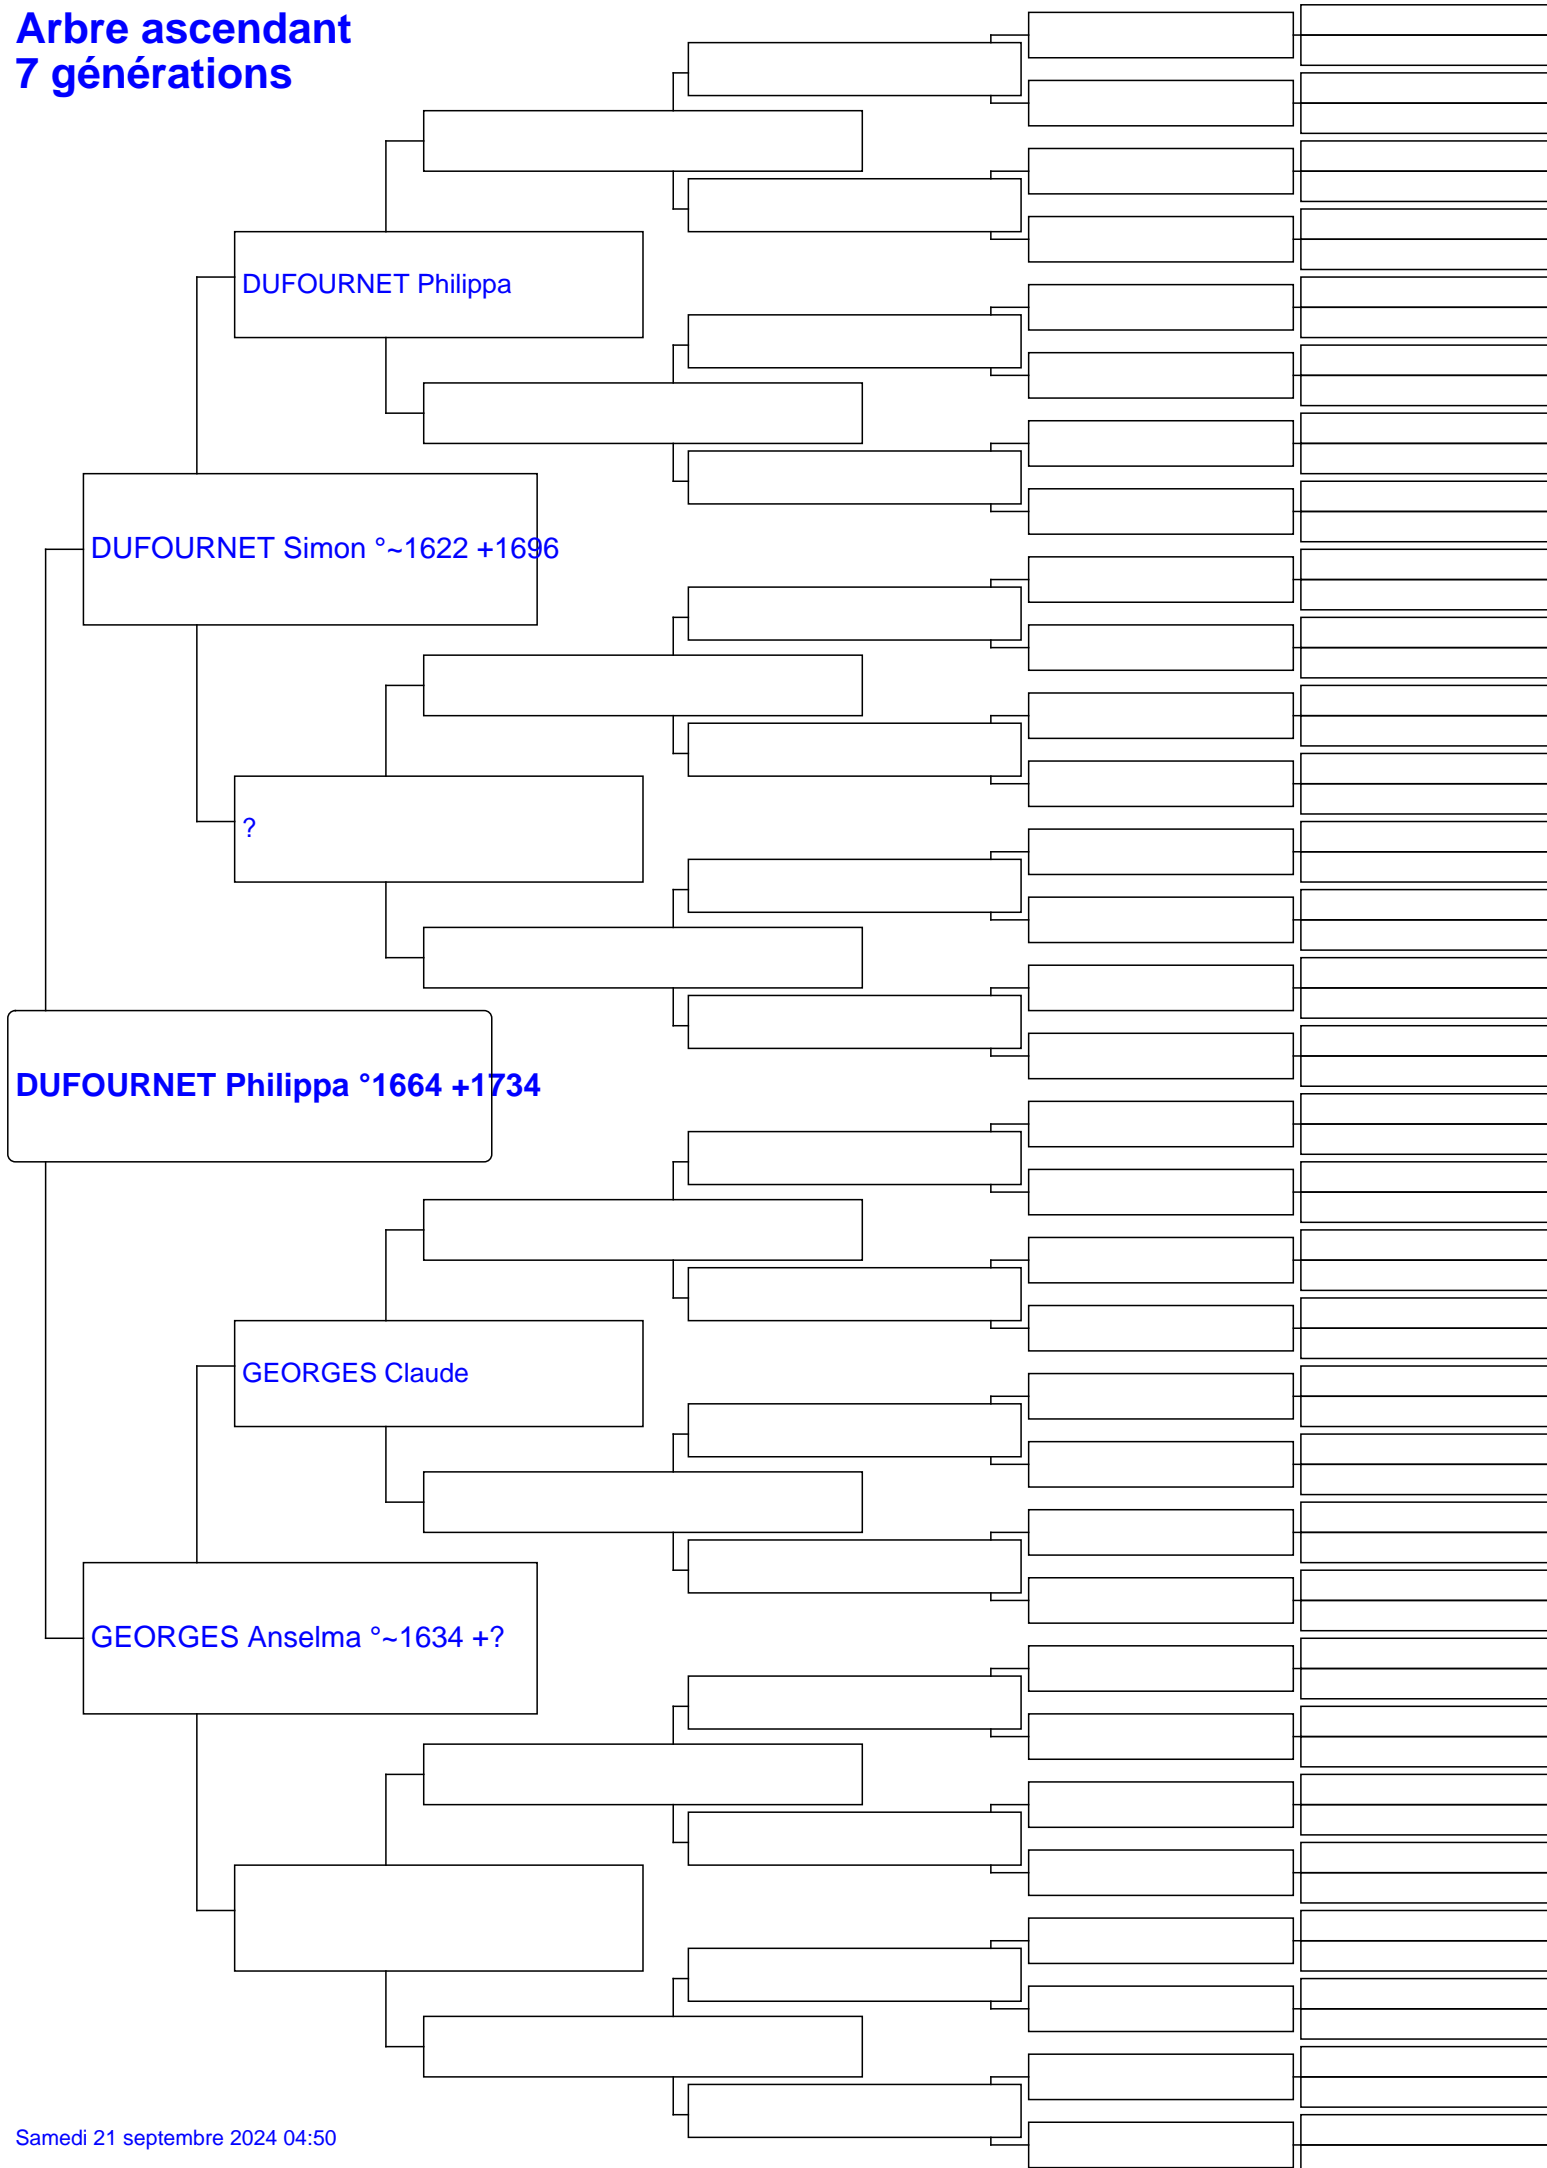 Arbre ascendant
7 générations
DUFOURNET Philippa
DUFOURNET Simon °~1622 +1696
?
DUFOURNET Philippa °1664 +1734
GEORGES Claude
GEORGES Anselma °~1634 +?
Samedi 21 septembre 2024 04:50